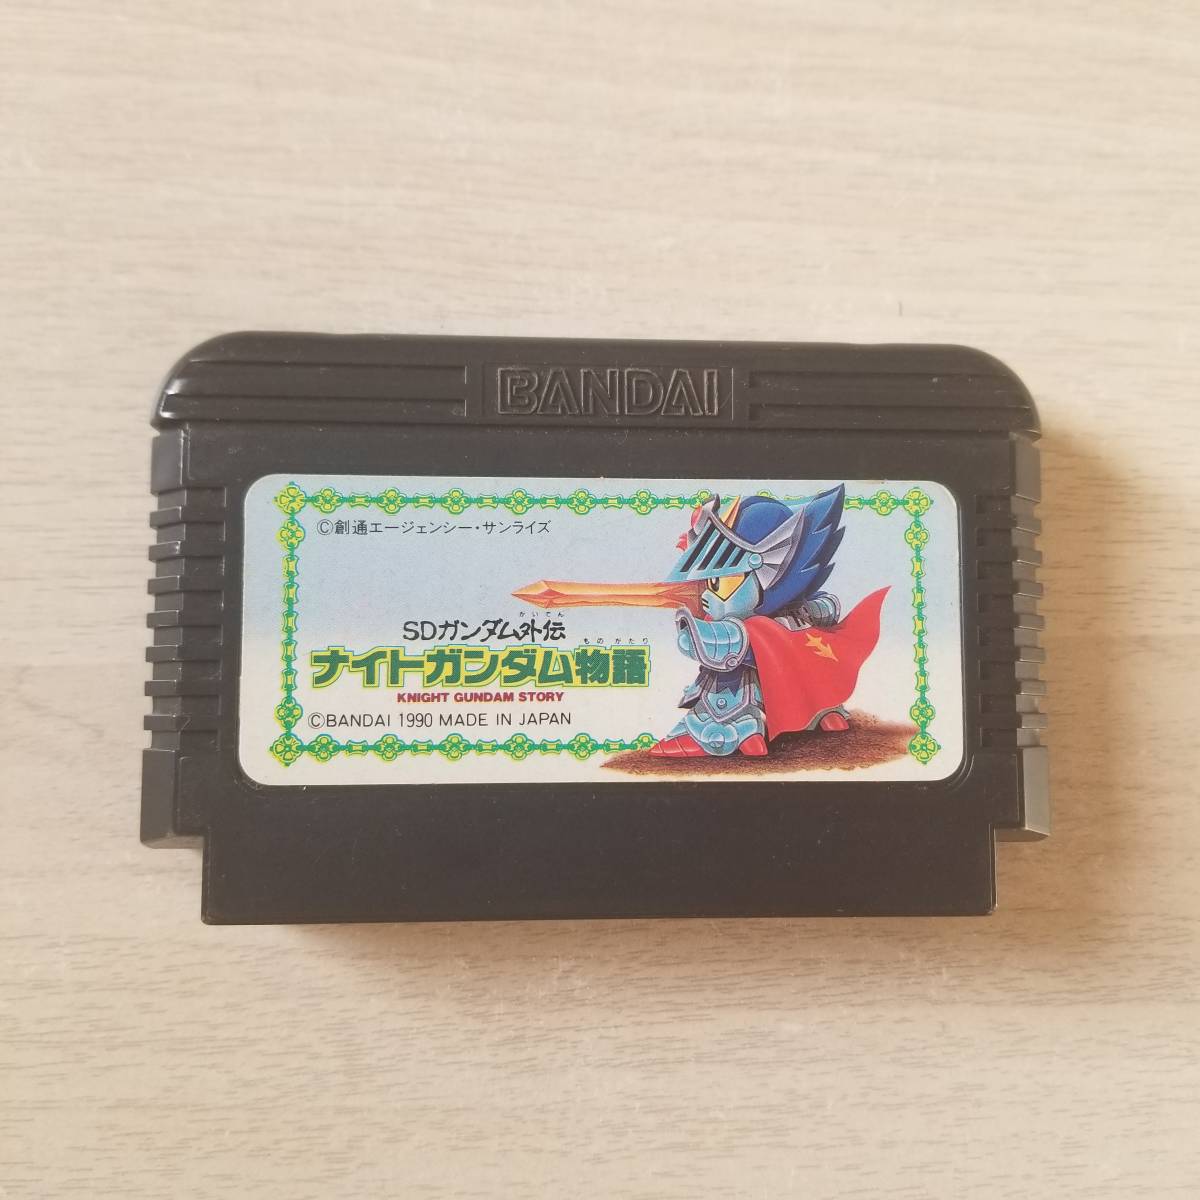 BANDAI
©創通エージェンシー・サンライズ
がいでん
SDガンダム外伝
ものがたり
ナイトガンダム物語
KNIGHT GUNDAM STORY
©BANDAI 1990 MADE IN JAPAN